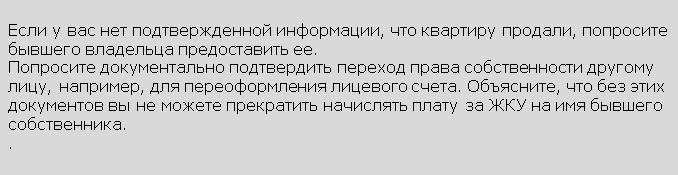 Если у вас нет подтвержденной информации, что квартиру продали, попросите
бывшего владельца предоставить ее.
Попросите документально подтвердить переход права собственности другому
лицу, например, для переоформления лицевого счета. Объясните, что без этих
документов вы не можете прекратить начислять плату за ЖКУ на имя бывшего
собственника.
.